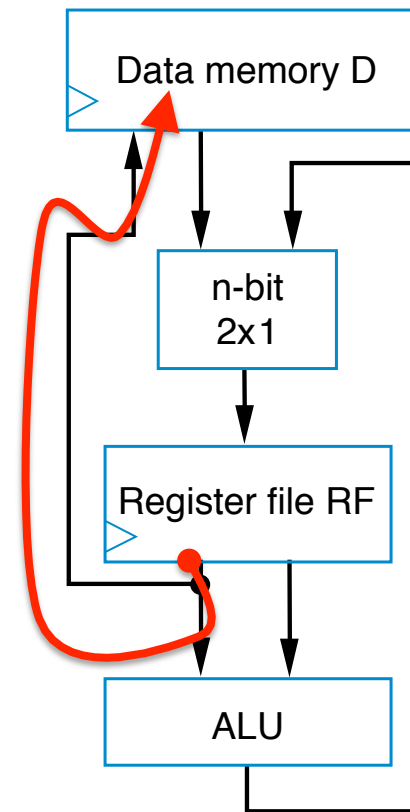 Data memory D
n-bit
2x1
Register file RF
ALU